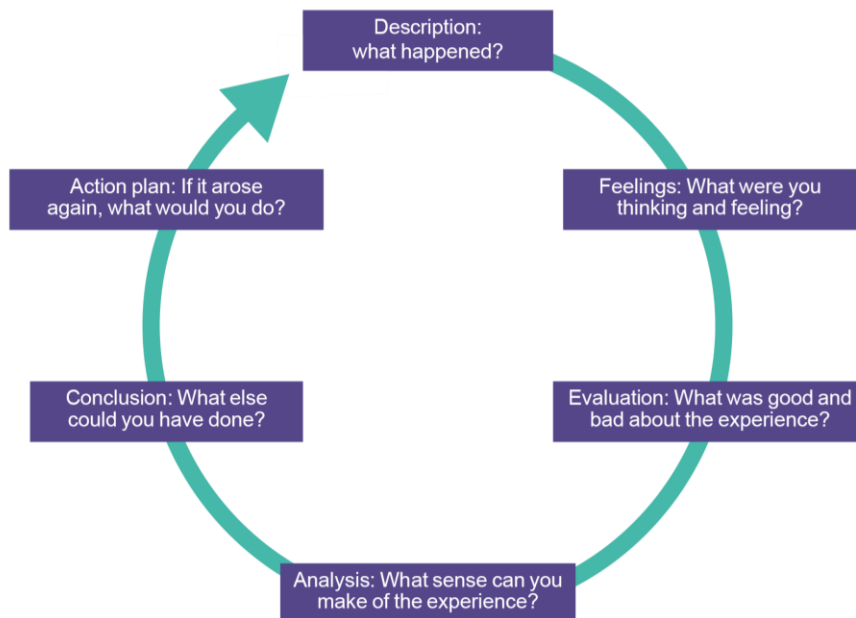 Description:
what happened?
Feelings: What were you
thinking and feeling?
Evaluation: What was good and
bad about the experience?
Analysis: What sense can you
make of the experience?
Conclusion: What else
could you have done?
Action plan: If it arose
again, what would you do?